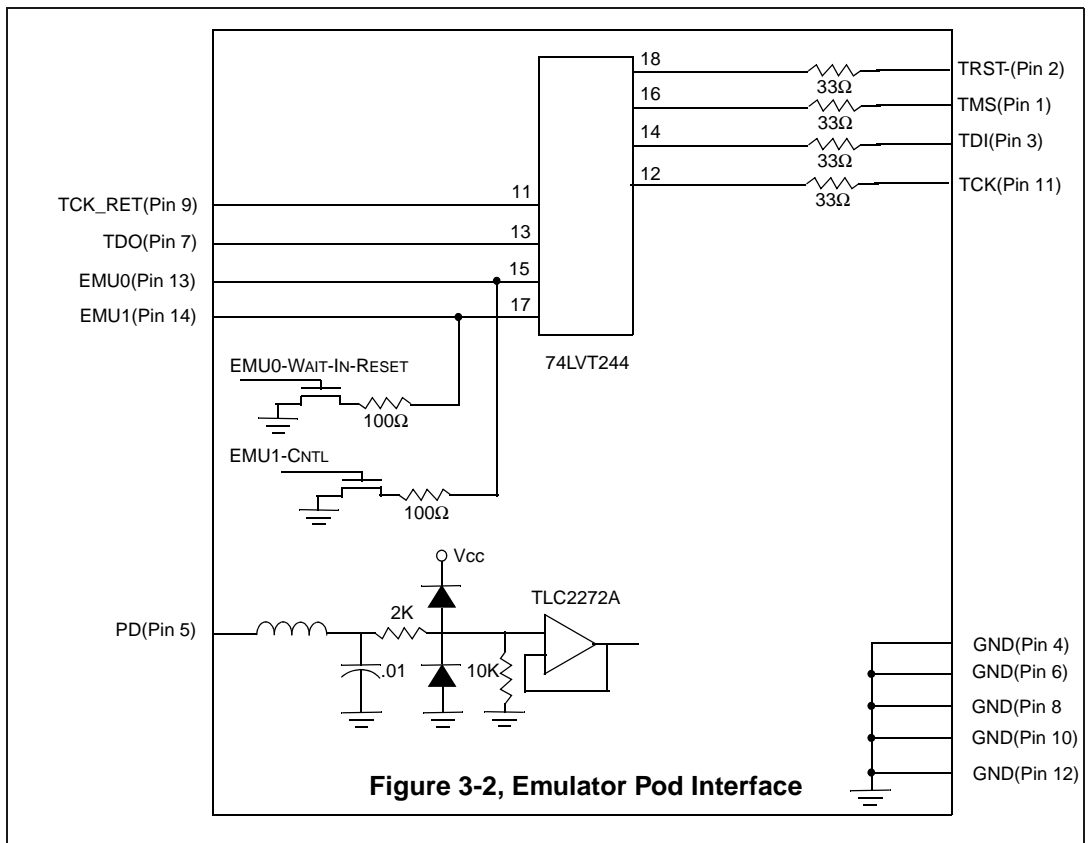 18
TRST-(Pin 2)
33Ω
16
TMS(Pin 1)
33Ω
14
TDI(Pin 3)
33Ω
12
TCK(Pin 11)
33Ω
TCK_RET(Pin 9)
11
TDO(Pin 7)
13
EMU0(Pin 13)
15
EMU1(Pin 14)
17
74LVT244
EMU0-WAIT-IN-RESET
100Ω
EMU1-CNTL
100Ω
Vcc
TLC2272A
2K
PD(Pin 5)
.01
10K
GND(Pin 4)
GND(Pin 6)
GND(Pin 8
GND(Pin 10)
GND(Pin 12)
Figure 3-2, Emulator Pod Interface